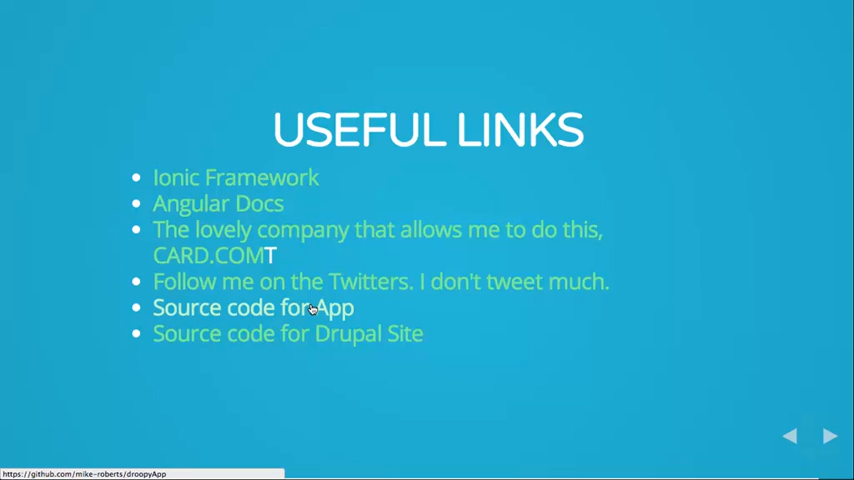 USEFUL LINKS
Ionic Framework
Angular Docs
The lovely company that allows me to do this,
CARD.COMT
Follow me on the Twitters. I don't tweet much.
Source code for App
Source code for Drupal Site
https://github.com/mike-roberts/droopyApp